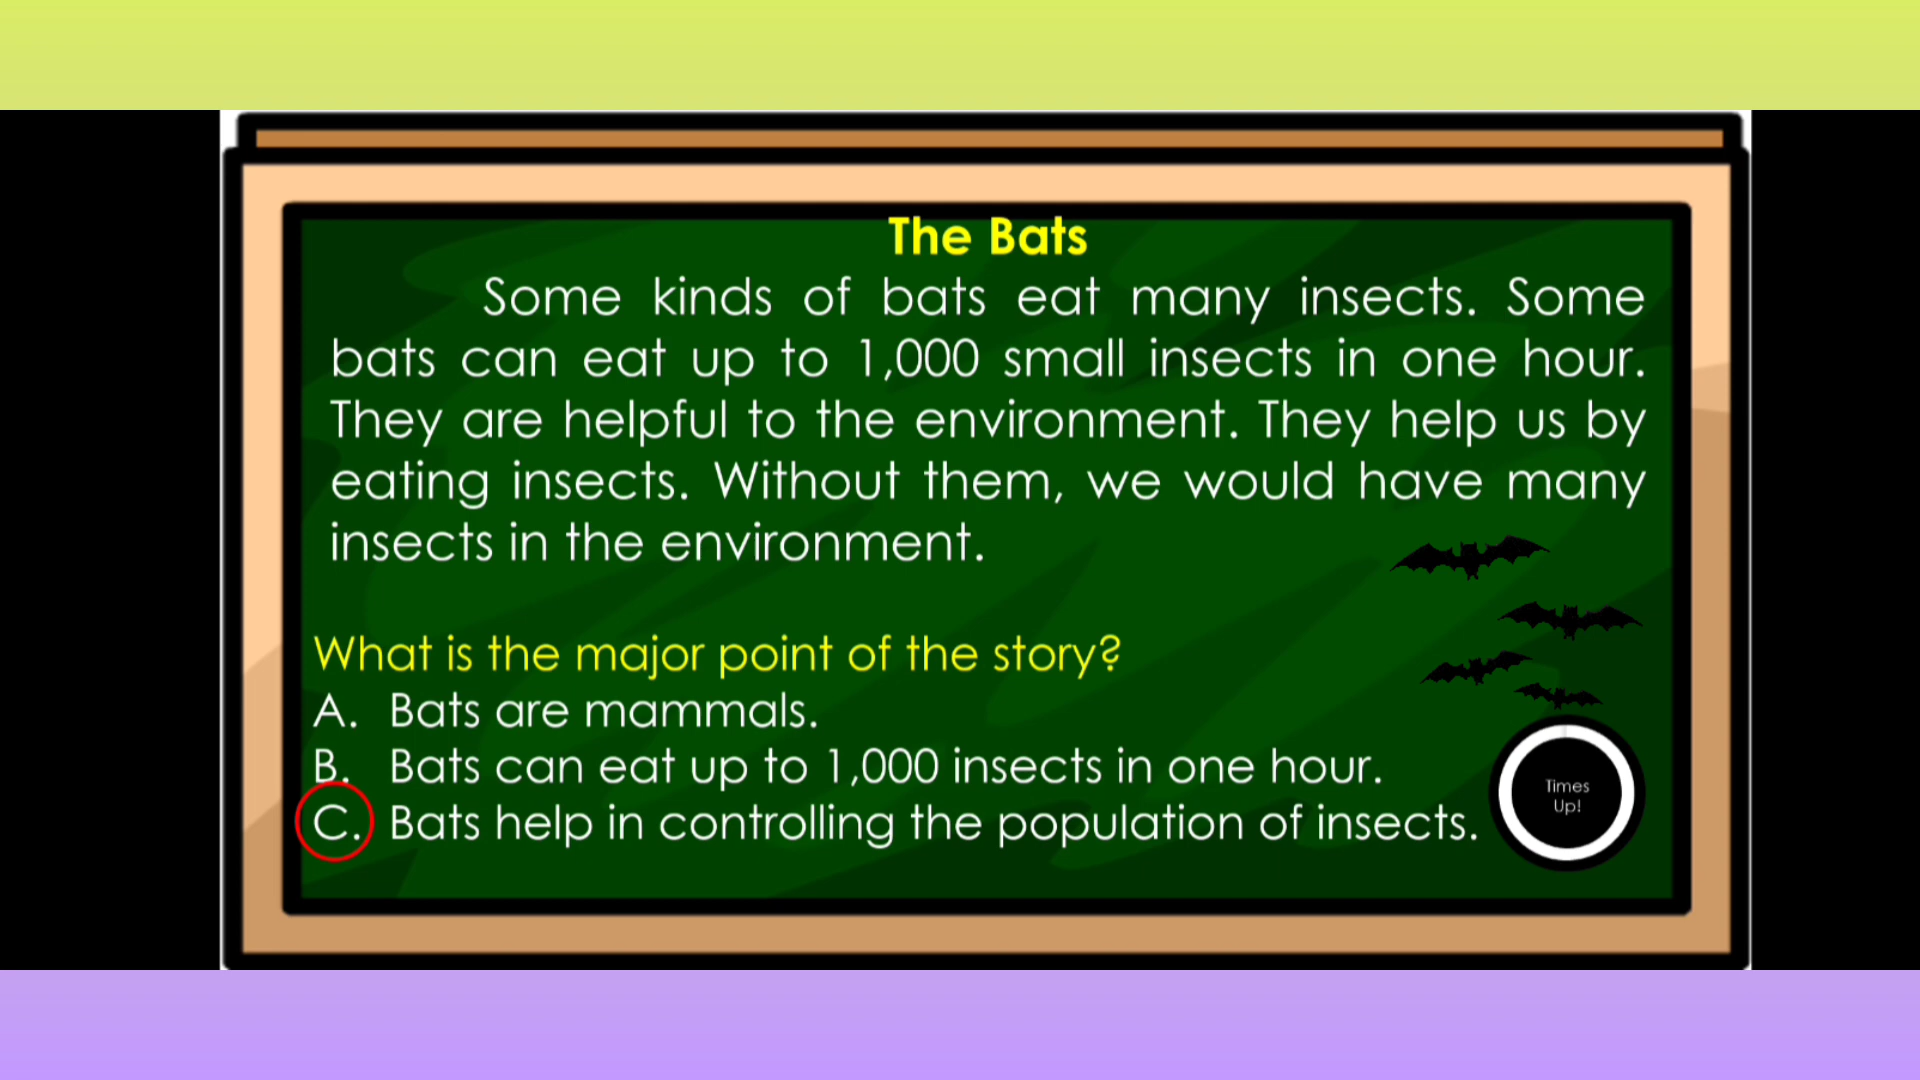 The Bats
Some kinds of bats eat many insects. Some
bats can eat up to 1,000 small insects in one hour.
They are helpful to the environment. They help us by
eating insects. Without them, we would have many
insects in the environment.
What is the major point of the story?
A. Bats are mammals.
B. Bats can eat up to 1,000 insects in one hour.
C. Bats help in controlling the population of insects.
Times
Up!